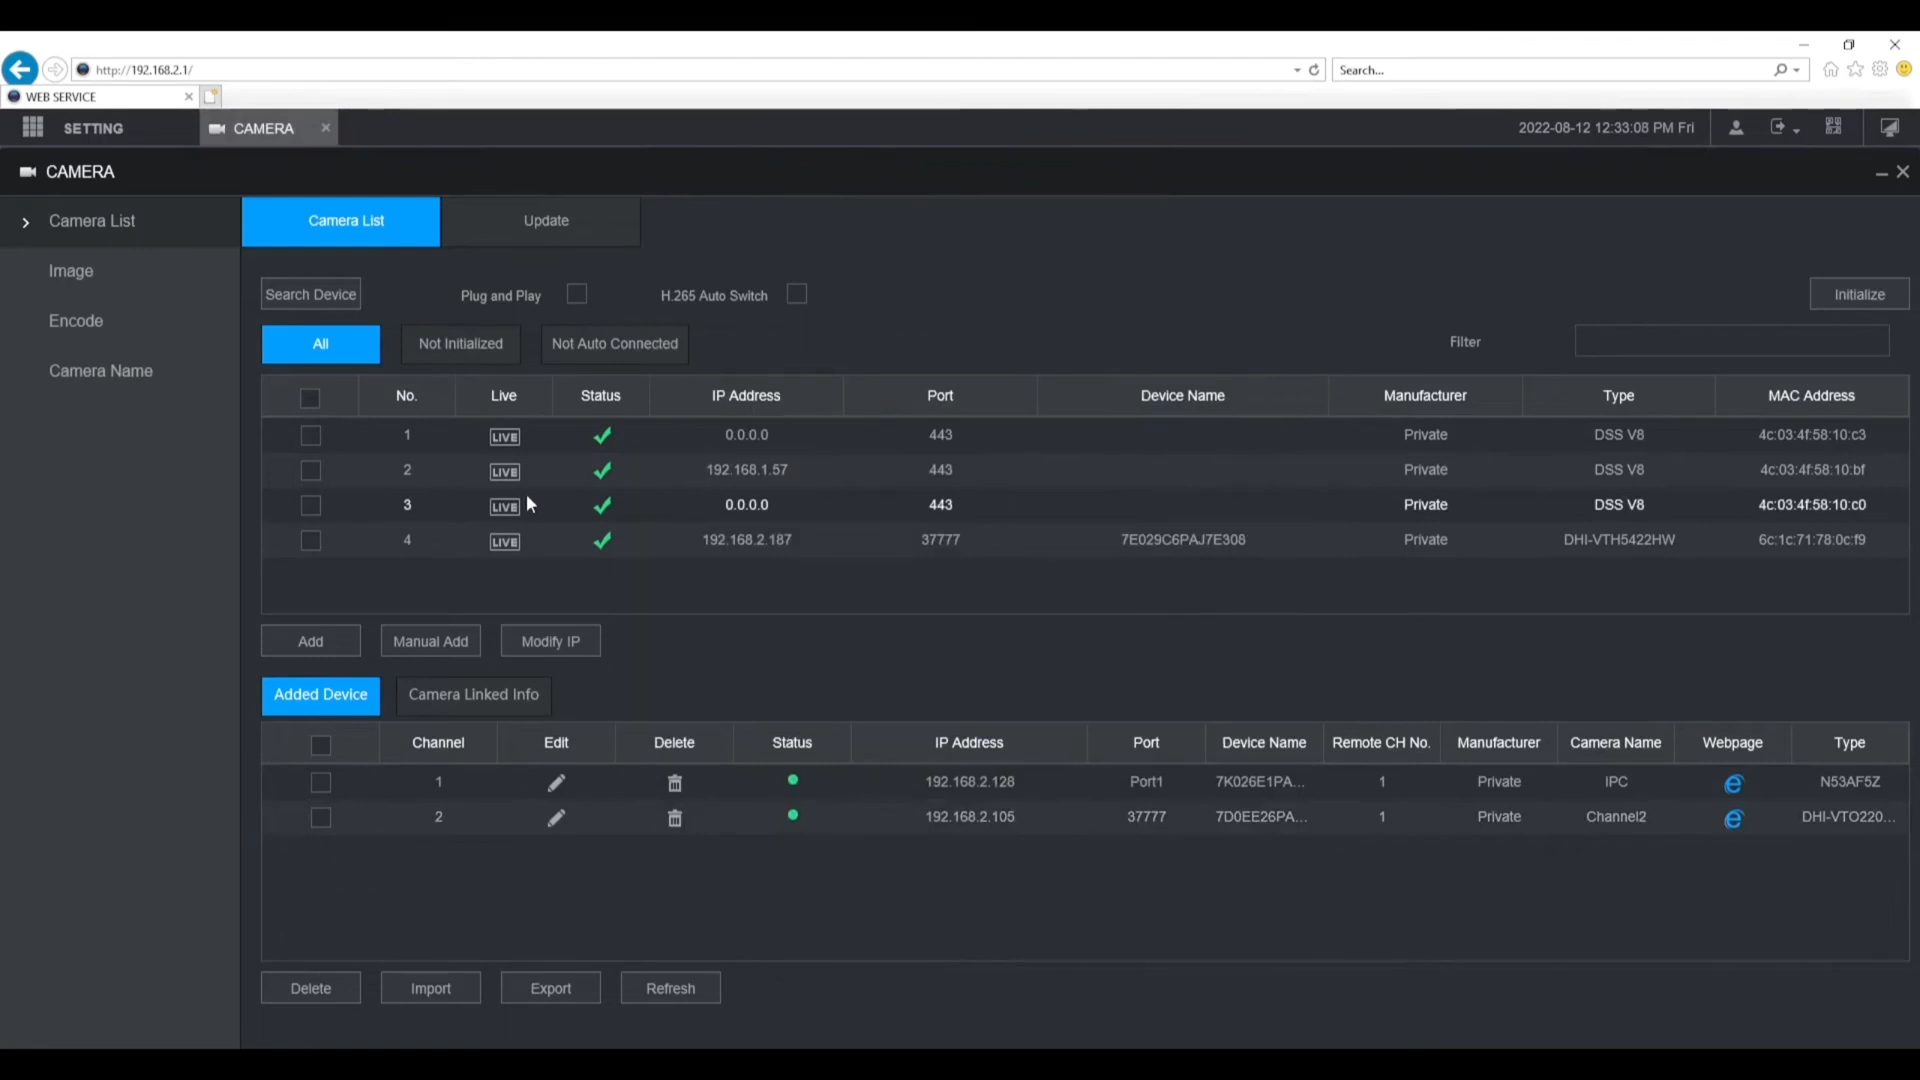 http://192.168.2.1/
Search...
WEB SERVICE
SETTING
CAMERA
2022-08-12 12:33:08 PM Fri
CAMERA
Camera List
Image
Encode
Camera Name
Camera List
Update
Search Device
Plug and Play
H.265 Auto Switch
Initialize
All
Not Initialized
Not Auto Connected
Filter
No. Live Status IP Address Port Device Name Manufacturer Type MAC Address
1 LIVE 0.0.0.0 443 Private DSS V8 4c:03:4f:58:10:c3
2 LIVE 192.168.1.57 443 Private DSS V8 4c:03:4f:58:10:bf
3 LIVE 0.0.0.0 443 Private DSS V8 4c:03:4f:58:10:c0
4 LIVE 192.168.2.187 37777 7E029C6PAJ7E308 Private DHI-VTH5422HW 6c:1c:71:78:0c:f9
Add
Manual Add
Modify IP
Added Device
Camera Linked Info
Channel Edit Delete Status IP Address Port Device Name Remote CH No. Manufacturer Camera Name Webpage Type
1 192.168.2.128 Port1 7K026E1PA... 1 Private IPC N53AF5Z
2 192.168.2.105 37777 7D0EE26PA... 1 Private Channel2 DHI-VTO220...
Delete
Import
Export
Refresh